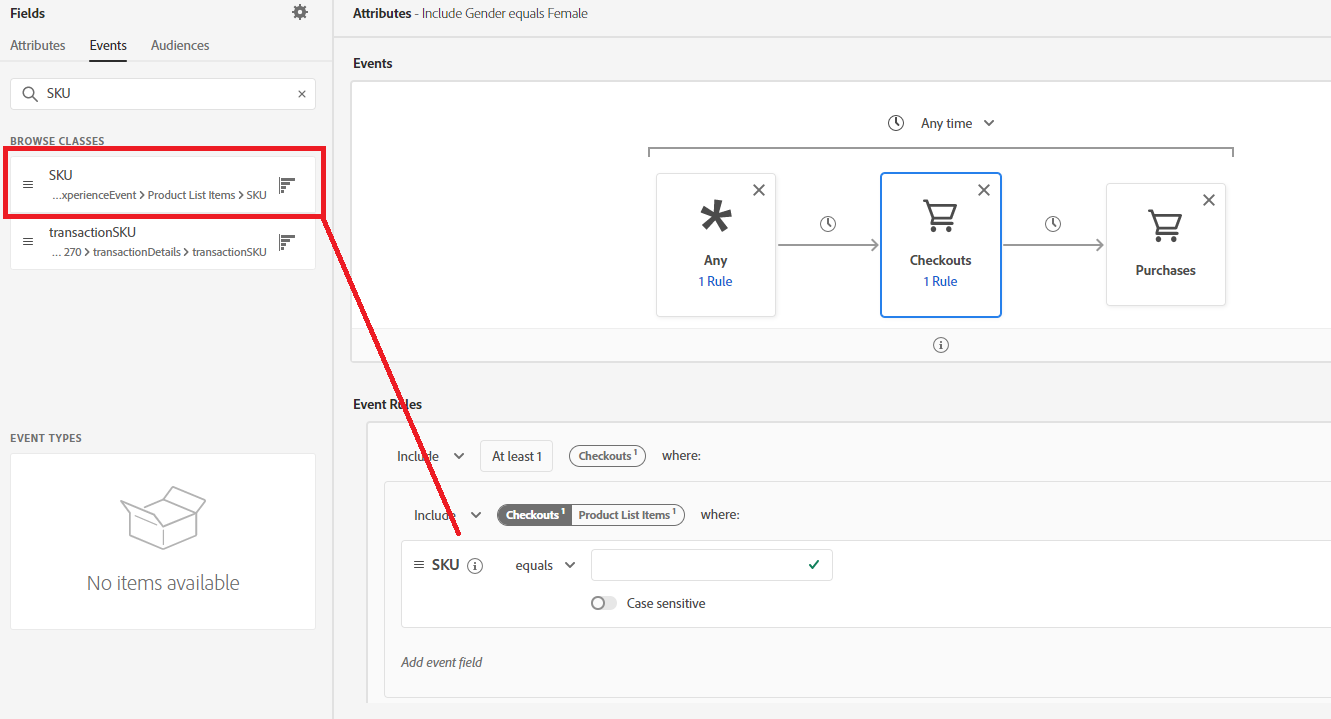 Fields
Attributes Events Audiences
SKU
BROWSE CLASSES
SKU
...xperienceEvent > Product List Items > SKU
transactionSKU
... 270 > transactionDetails > transactionSKU
EVENT TYPES
No items available
Attributes - Include Gender equals Female
Events
Any time
Any
1 Rule
Checkouts
1 Rule
Purchases
Event Rules
Include At least 1 Checkouts 1 where:
Include Checkouts 1 Product List Items 1 where:
SKU equals
Case sensitive
Add event field